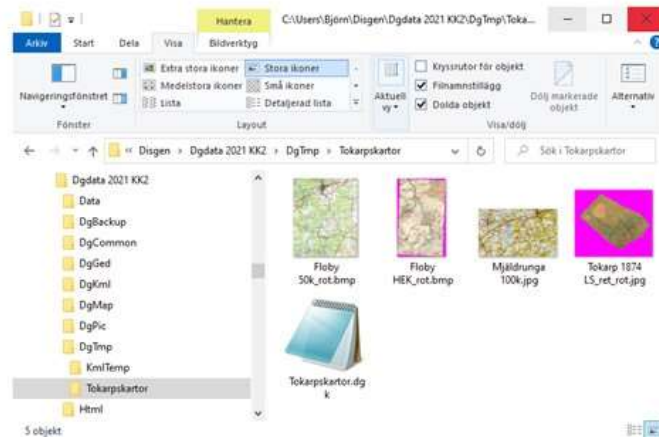 Hantera
C:\Users\Björn\Disgen\Dgdata 2021 KK2\DgTmp\Toka...
Arkiv Start Dela Visa Bildverktyg
Navigeringsfönstret
Extra stora ikoner Stora ikoner
Medelstora ikoner Små ikoner
Lista Detaljerad lista
Aktuell vy
Kryssrutor för objekt
Filnamnstillägg
Dolda objekt
Dölj markerade objekt
Alternativ
Fönster Layout Visa/dölj
« Disgen › Dgdata 2021 KK2 › DgTmp › Tokarpskartor
Sök i Tokarpskartor
Dgdata 2021 KK2
Data
DgBackup
DgCommon
DgGed
DgKml
DgMap
DgPic
DgTmp
KmlTemp
Tokarpskartor
Html
Floby
50k_rot.bmp
Floby
HEK_rot.bmp
Mjäldrunga
100k.jpg
Tokarp 1874
LS_ret_rot.jpg
Tokarpskartor.dg
k
5 objekt